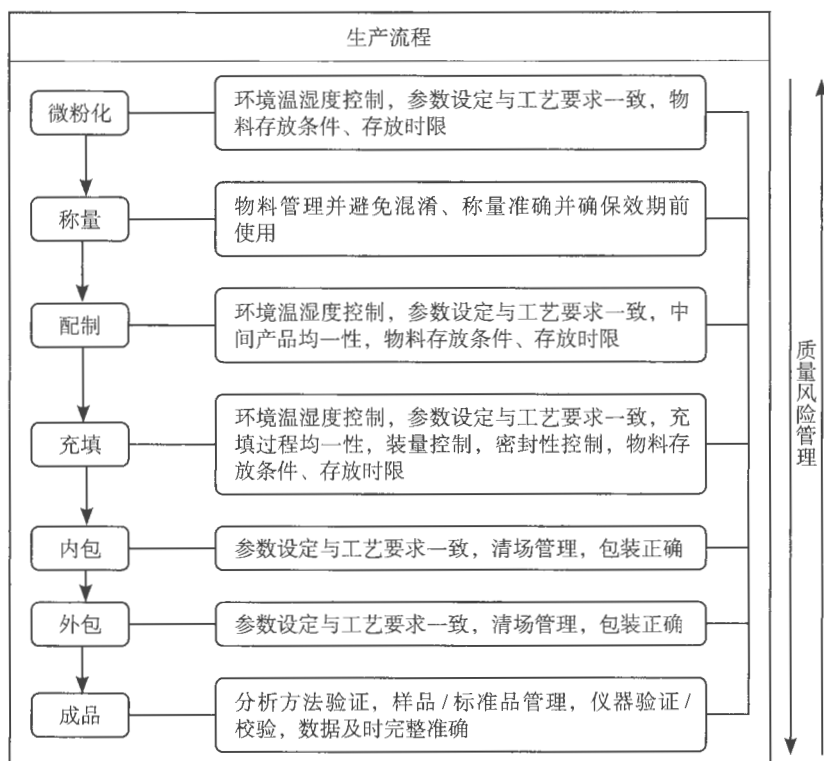 生产流程
微粉化
环境温湿度控制，参数设定与工艺要求一致，物
料存放条件、存放时限
称量
物料管理并避免混淆、称量准确并确保效期前
使用
配制
环境温湿度控制，参数设定与工艺要求一致，中
间产品均一性，物料存放条件、存放时限
充填
环境温湿度控制，参数设定与工艺要求一致，充
填过程均一性，装量控制，密封性控制，物料存
放条件、存放时限
内包
参数设定与工艺要求一致，清场管理，包装正确
外包
参数设定与工艺要求一致，清场管理，包装正确
成品
分析方法验证，样品/标准品管理，仪器验证/
校验，数据及时完整准确
质量风险管理